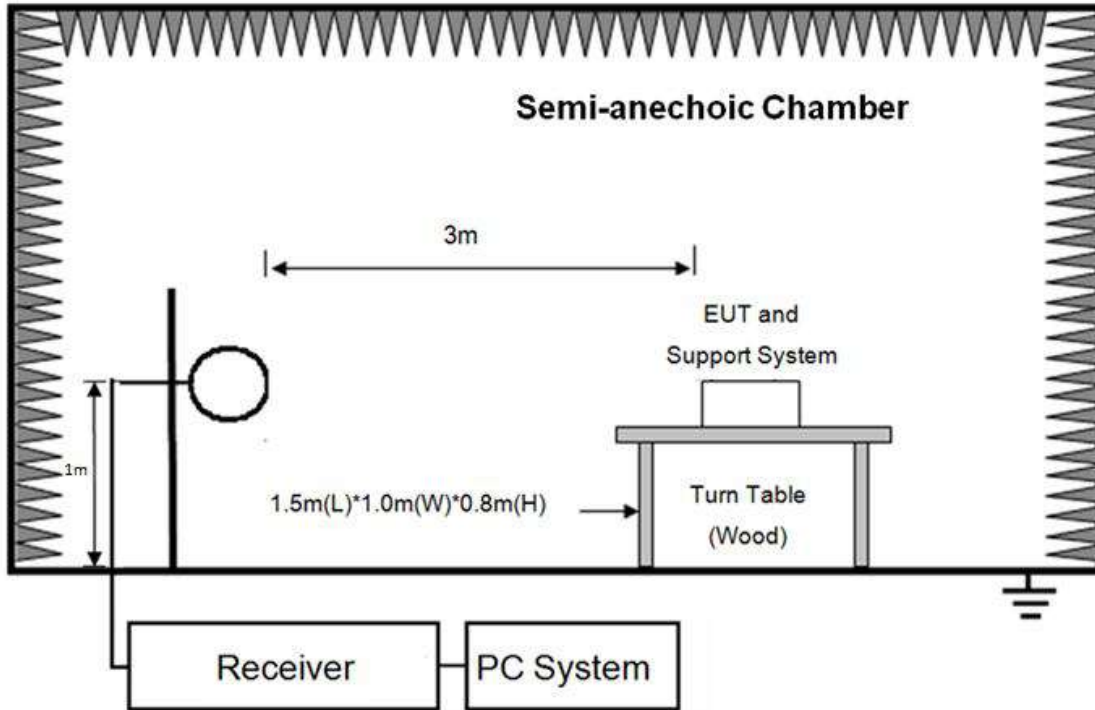 Semi-anechoic Chamber
3m
EUT and
Support System
1m
1.5m(L)*1.0m(W)*0.8m(H)
Turn Table
(Wood)
Receiver
PC System